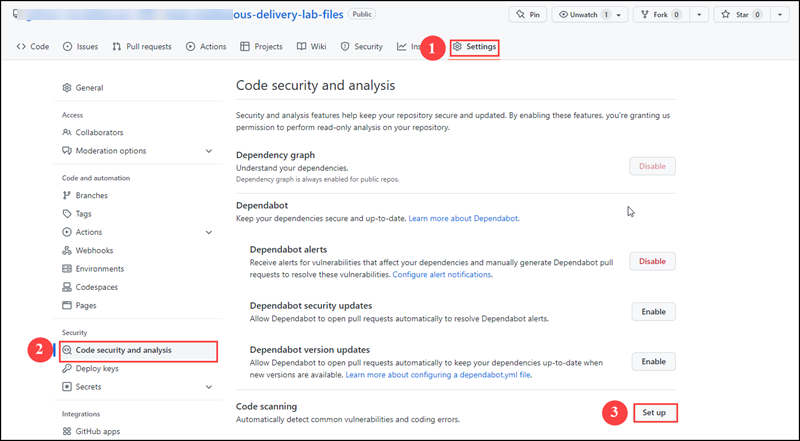 ous-delivery-lab-files Public Pin Unwatch 1 Fork 0 Star 0
Code Issues Pull requests Actions Projects Wiki Security Ins 1 Settings
General
Access
Collaborators
Moderation options
Code and automation
Branches
Tags
Actions
Webhooks
Environments
Codespaces
Pages
Security
2 Code security and analysis
Deploy keys
Secrets
Integrations
GitHub apps
Code security and analysis
Security and analysis features help keep your repository secure and updated. By enabling these features, you're granting us
permission to perform read-only analysis on your repository.
Dependency graph
Understand your dependencies.
Dependency graph is always enabled for public repos.
Disable
Dependabot
Keep your dependencies secure and up-to-date. Learn more about Dependabot.
Dependabot alerts
Receive alerts for vulnerabilities that affect your dependencies and manually generate Dependabot pull
requests to resolve these vulnerabilities. Configure alert notifications.
Disable
Dependabot security updates
Allow Dependabot to open pull requests automatically to resolve Dependabot alerts.
Enable
Dependabot version updates
Allow Dependabot to open pull requests automatically to keep your dependencies up-to-date when
new versions are available. Learn more about configuring a dependabot.yml file.
Enable
Code scanning
Automatically detect common vulnerabilities and coding errors.
3 Set up